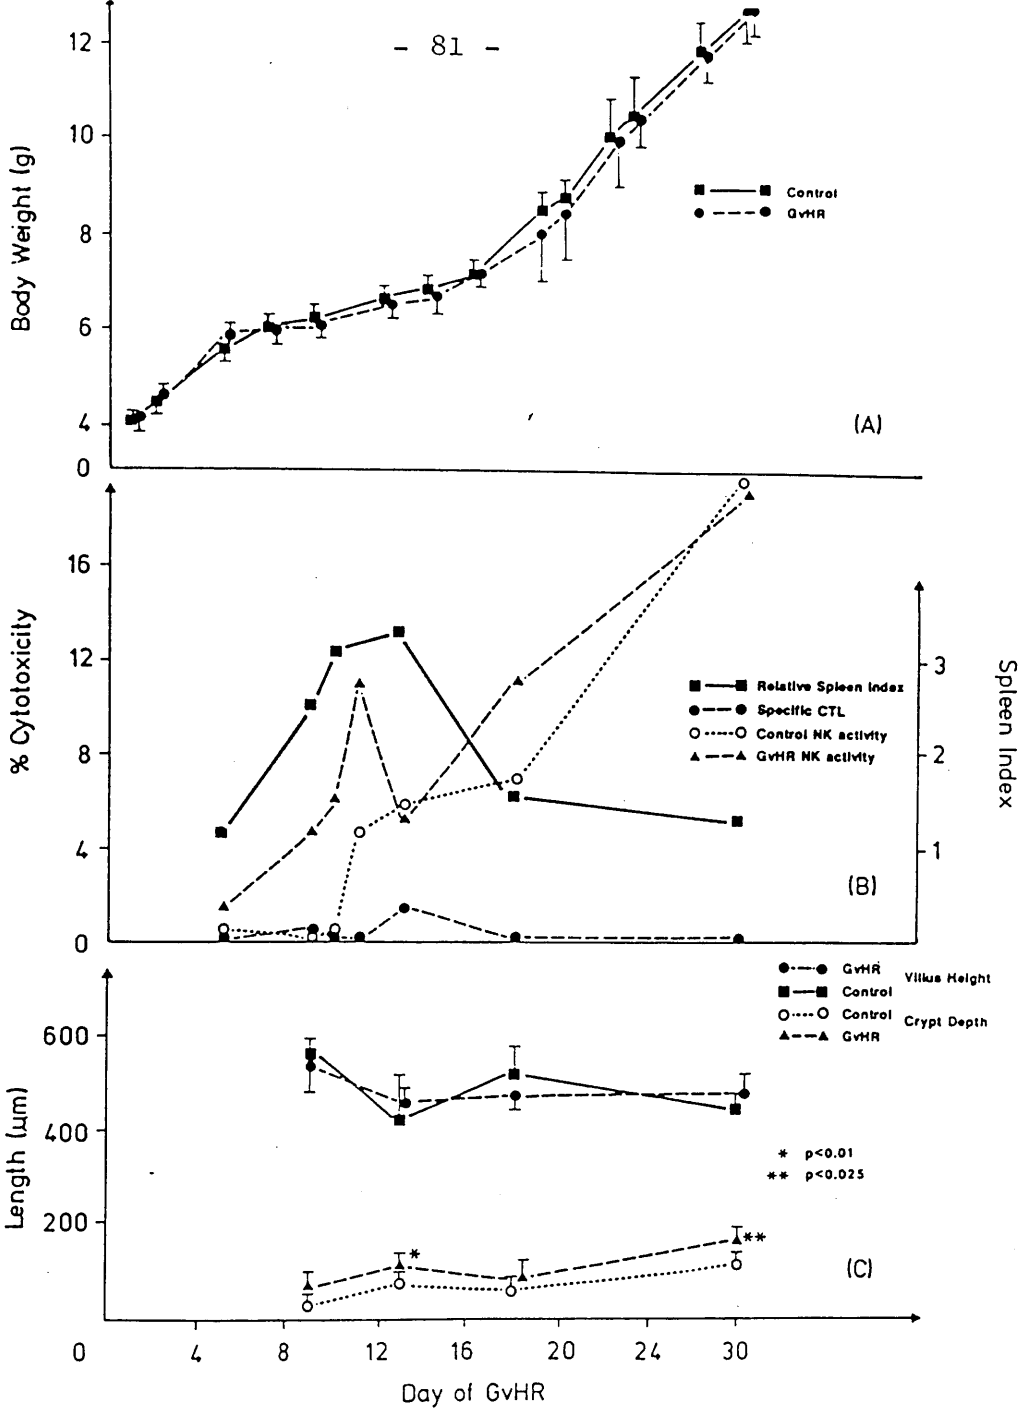 - 81 -
Body Weight (g)
12
10
8
6
4
0
Control
GvHR
(A)
% Cytotoxicity
16
12
8
4
0
Relative Spleen Index
Specific CTL
Control NK activity
GvHR NK activity
3
2
1
Spleen Index
(B)
Length (μm)
600
400
200
GvHR
Control
Villus Height
Control
GvHR
Crypt Depth
* p<0.01
** p<0.025
*
**
(C)
0 4 8 12 16 20 24 30
Day of GvHR